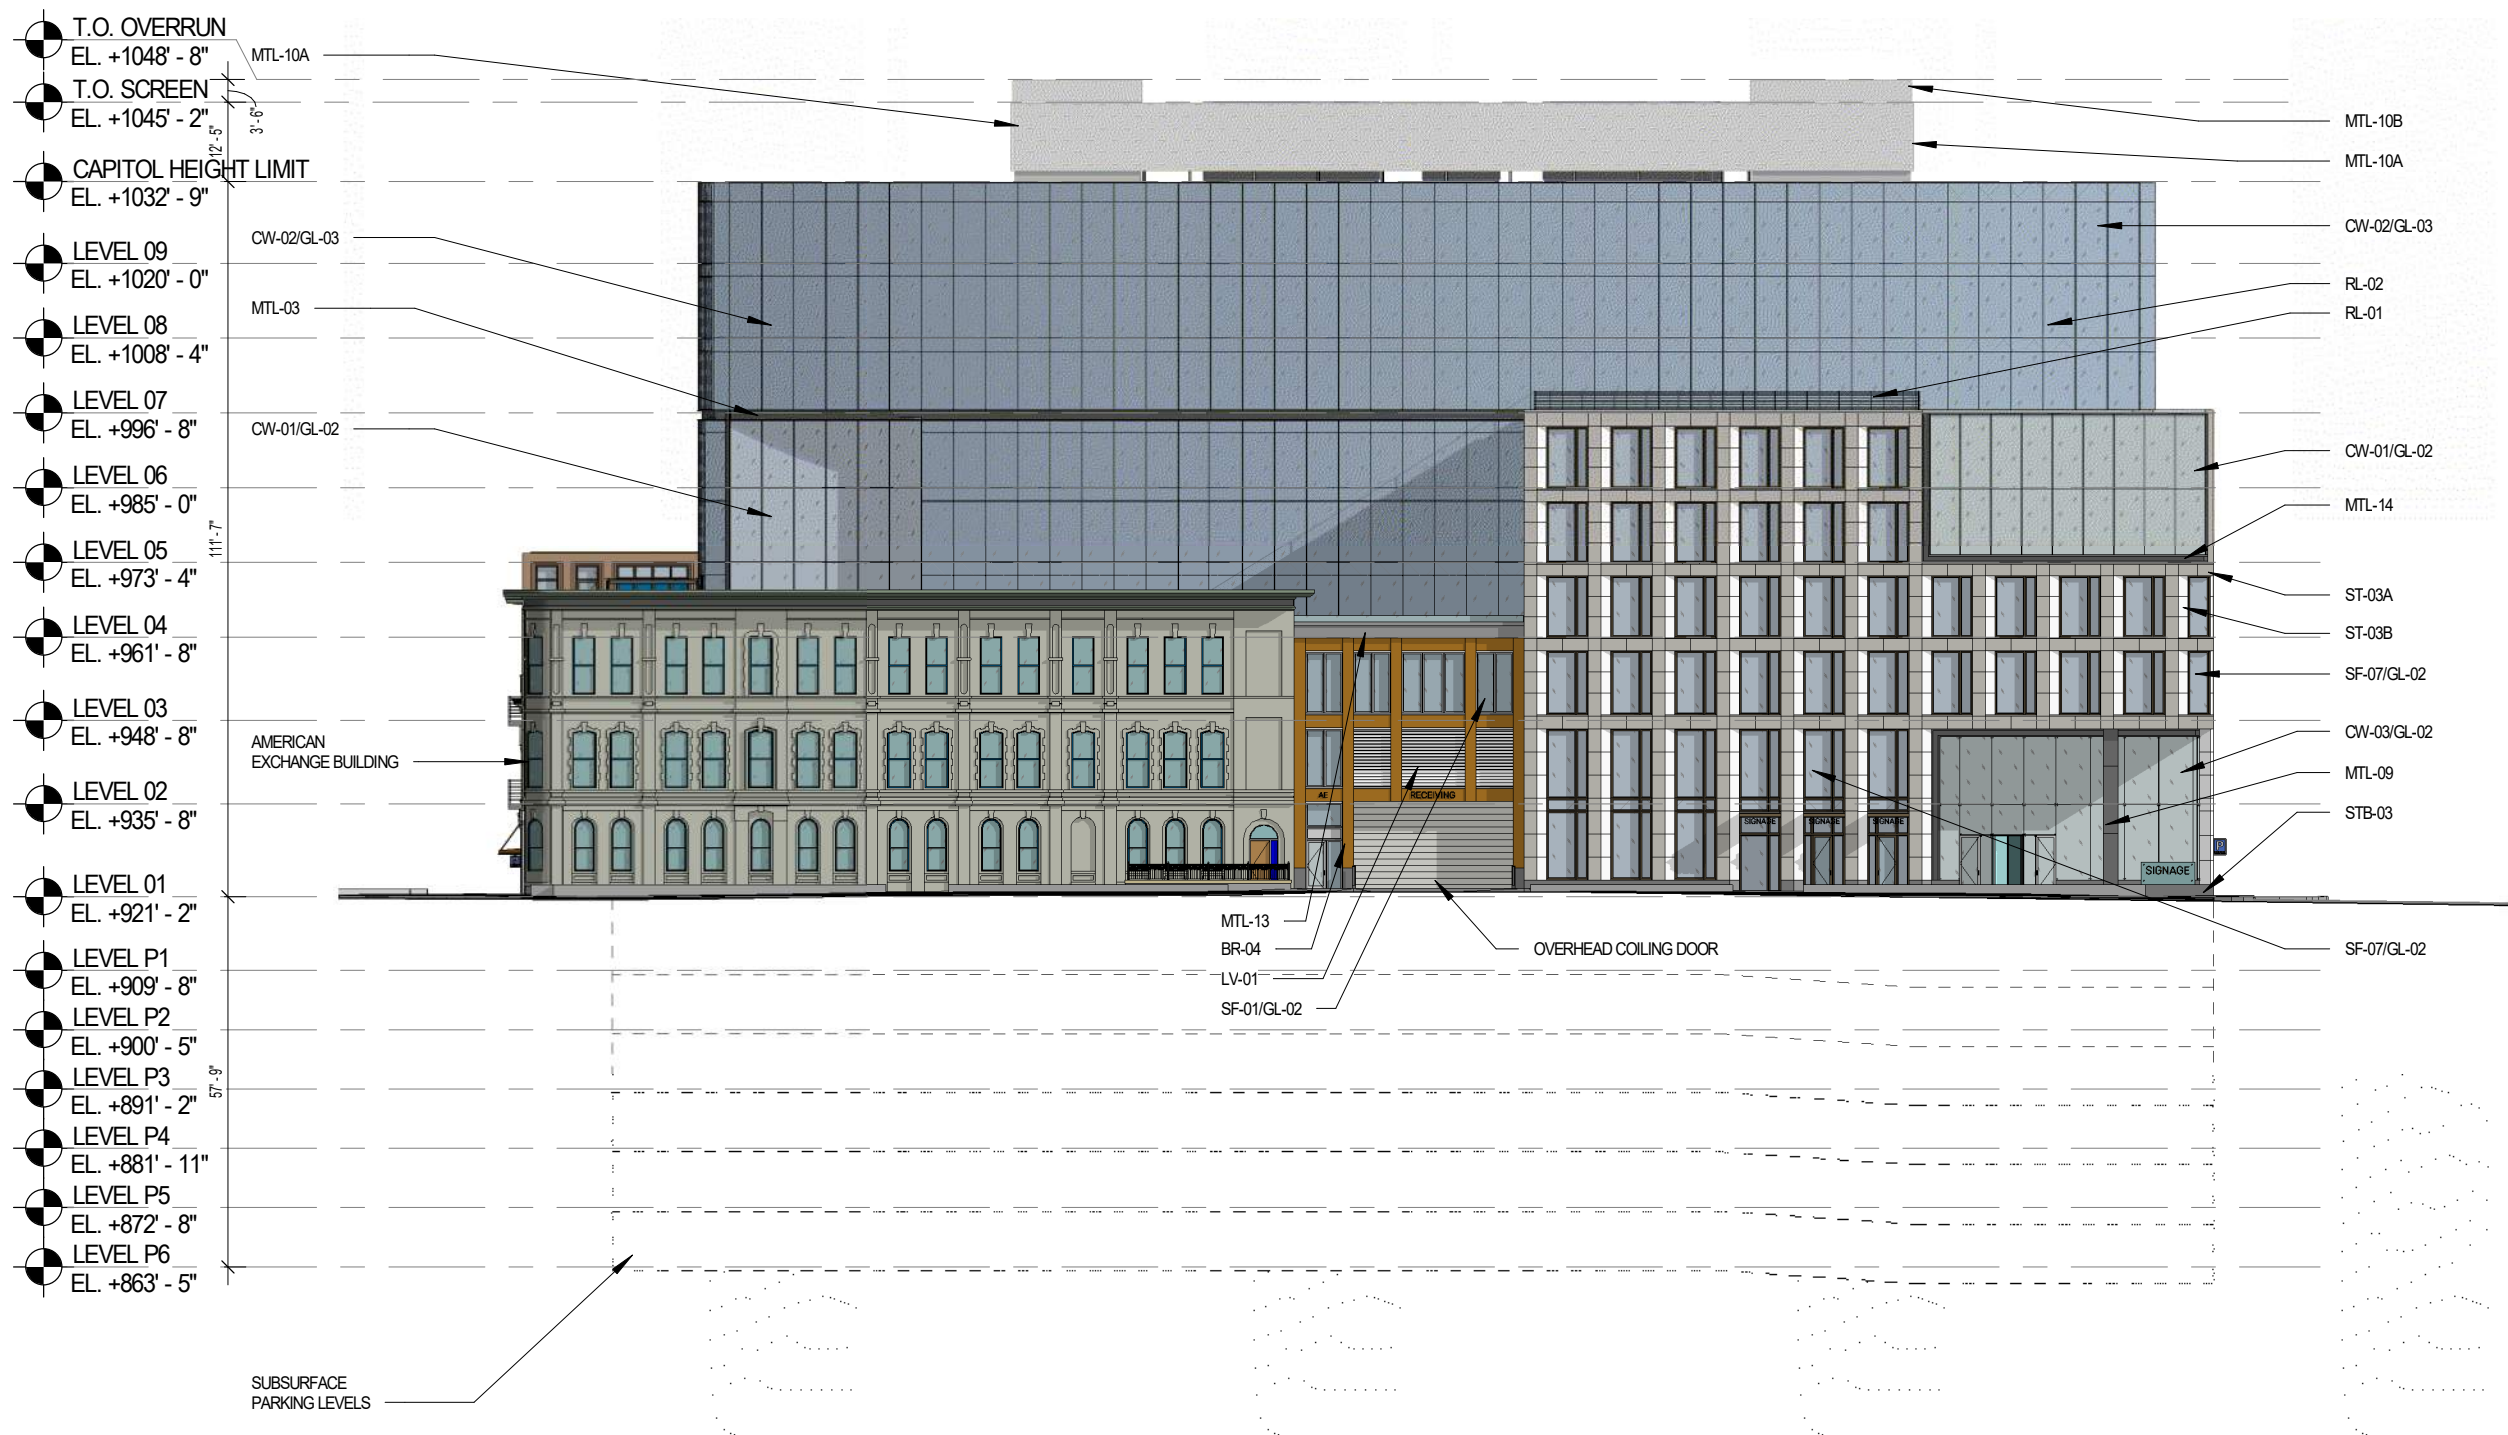 T.O. OVERRUN
EL. +1048' - 8"
T.O. SCREEN
EL. +1045' - 2"
CAPITOL HEIGHT LIMIT
EL. +1032' - 9"
LEVEL 09
EL. +1020' - 0"
LEVEL 08
EL. +1008' - 4"
LEVEL 07
EL. +996' - 8"
LEVEL 06
EL. +985' - 0"
LEVEL 05
EL. +973' - 4"
LEVEL 04
EL. +961' - 8"
LEVEL 03
EL. +948' - 8"
LEVEL 02
EL. +935' - 8"
LEVEL 01
EL. +921' - 2"
LEVEL P1
EL. +909' - 8"
LEVEL P2
EL. +900' - 5"
LEVEL P3
EL. +891' - 2"
LEVEL P4
EL. +881' - 11"
LEVEL P5
EL. +872' - 8"
LEVEL P6
EL. +863' - 5"
3' - 6"
12' - 5"
111' - 7"
57' - 9"
MTL-10A
CW-02/GL-03
MTL-03
CW-01/GL-02
AMERICAN
EXCHANGE BUILDING
SUBSURFACE
PARKING LEVELS
AE
RECEIVING
SIGNAGE
SIGNAGE
SIGNAGE
SIGNAGE
P
MTL-13
BR-04
LV-01
SF-01/GL-02
OVERHEAD COILING DOOR
MTL-10B
MTL-10A
CW-02/GL-03
RL-02
RL-01
CW-01/GL-02
MTL-14
ST-03A
ST-03B
SF-07/GL-02
CW-03/GL-02
MTL-09
STB-03
SF-07/GL-02